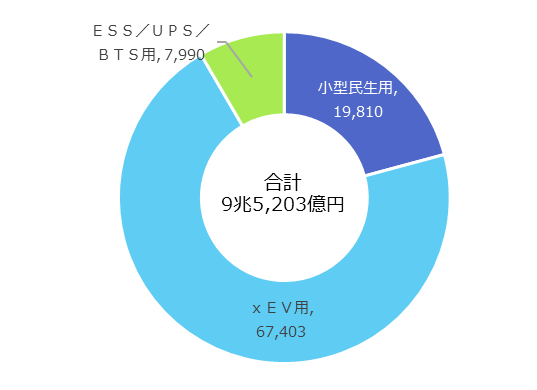 ＥＳＳ／ＵＰＳ／
ＢＴＳ用, 7,990
小型民生用,
19,810
合計
9兆5,203億円
ｘＥＶ用,
67,403